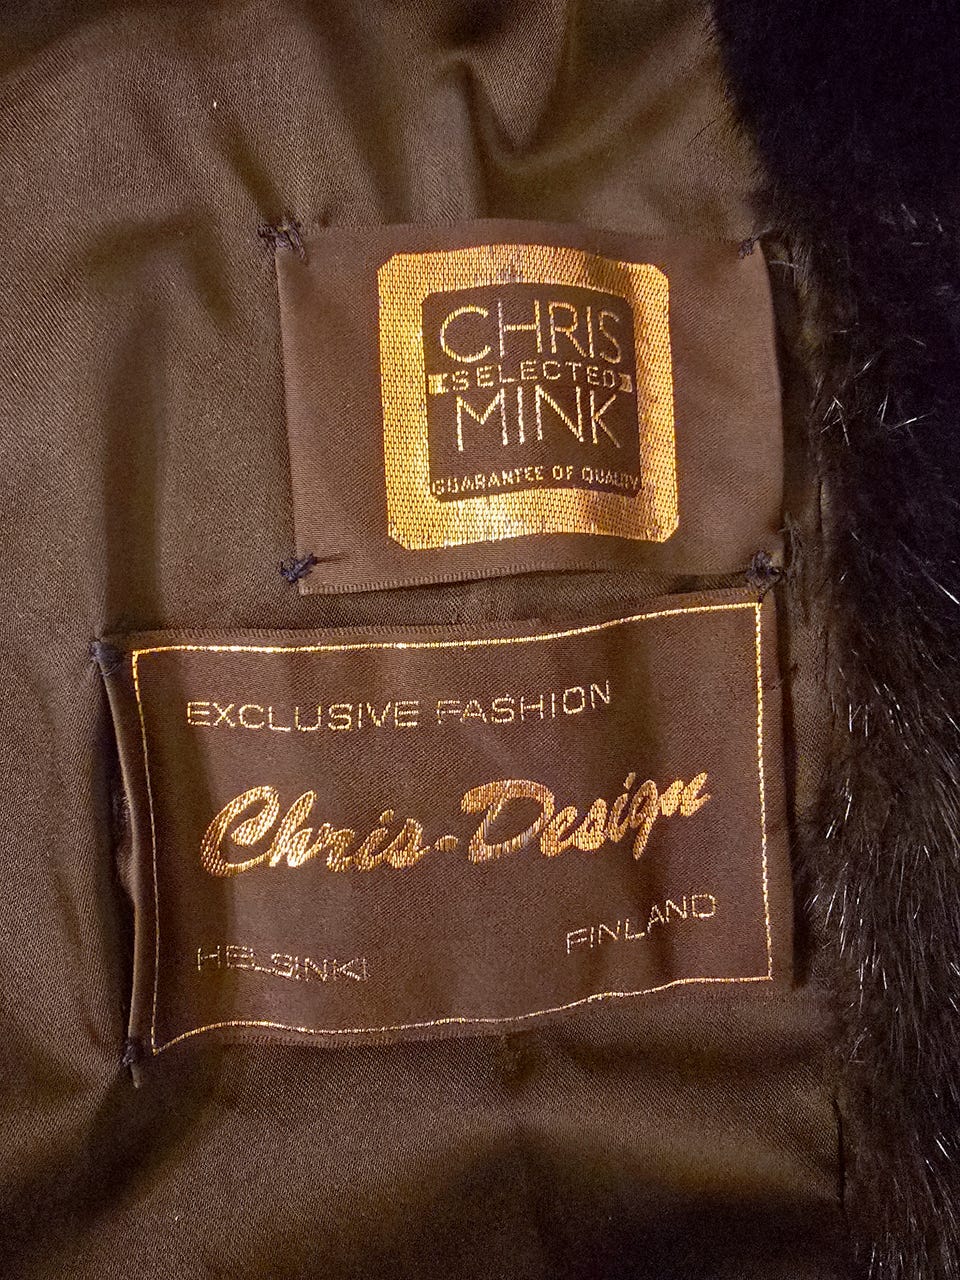 CHRIS
SELECTED
MINK
GUARANTEE OF QUALITY
EXCLUSIVE FASHION
Chris-Design
HELSINKI
FINLAND